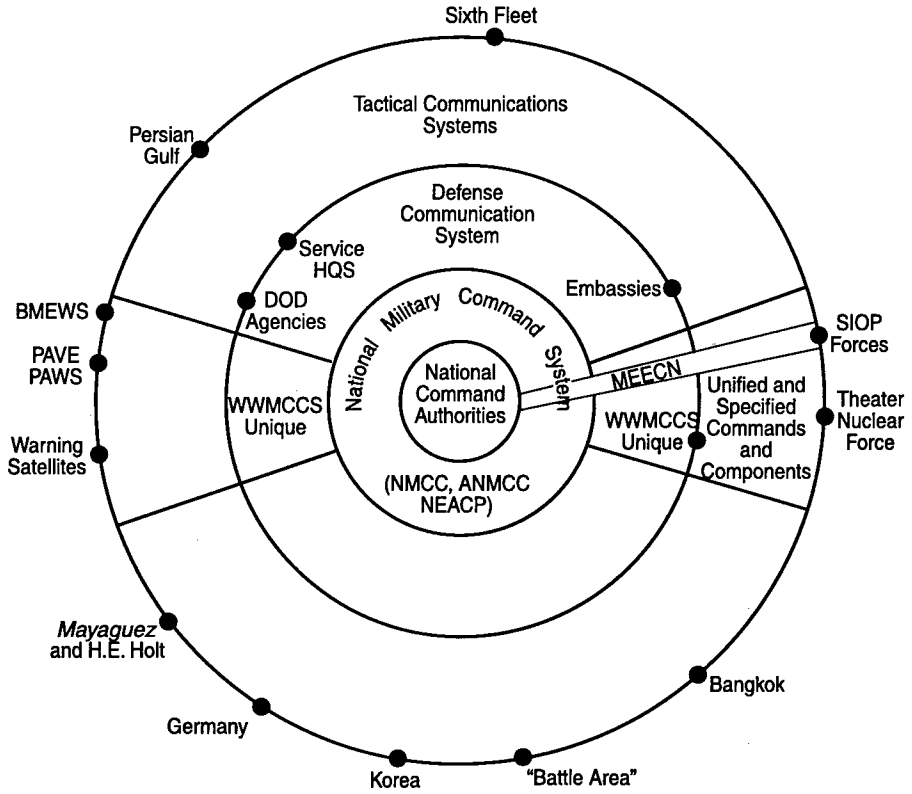 Sixth Fleet
Tactical Communications
Systems
Persian
Gulf
Defense
Communication
System
Service
HQS
DOD
Agencies
Embassies
BMEWS
PAVE
PAWS
Warning
Satellites
National Military Command System
National
Command
Authorities
MEECN
SIOP
Forces
Theater
Nuclear
Force
WWMCCS
Unique
WWMCCS
Unique
Unified and
Specified
Commands
and
Components
(NMCC, ANMCC
NEACP)
Mayaguez
and H.E. Holt
Germany
Korea
"Battle Area"
Bangkok